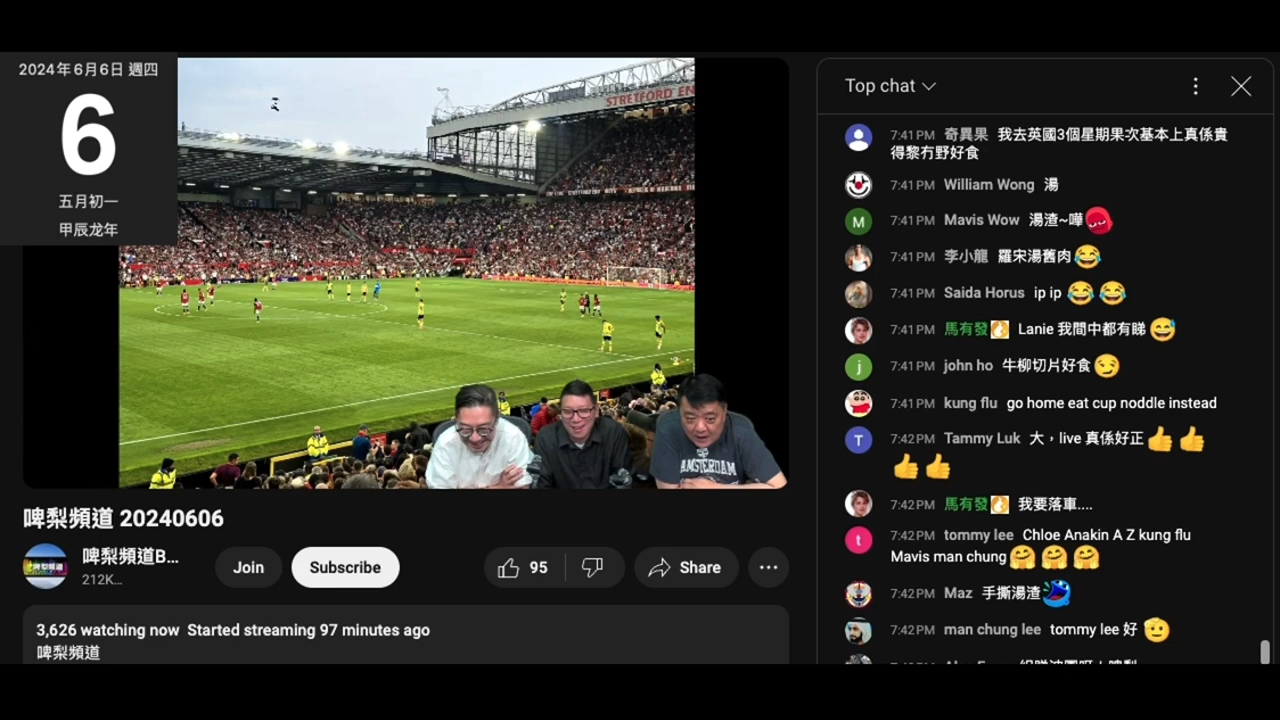 2024年6月6日 週四
6
五月初一
甲辰龙年
STRETFORD EN
AMSTERDAM
啤梨頻道 20240606
啤梨頻道B...
212K...
Join
Subscribe
95
Share
3,626 watching now Started streaming 97 minutes ago
啤梨頻道
Top chat
7:41 PM 奇異果 我去英國3個星期果次基本上真係貴
得黎冇野好食
7:41 PM William Wong 湯
M
7:41 PM Mavis Wow 湯渣~嘩
7:41 PM 李小龍 羅宋湯舊肉😂
7:41 PM Saida Horus ip ip 😂 😂
7:41 PM 馬有發 Lanie 我間中都有睇 😅
j
7:41 PM john ho 牛柳切片好食 😏
7:41 PM kung flu go home eat cup noddle instead
T
7:42 PM Tammy Luk 大，live 真係好正 👍 👍
👍 👍
7:42 PM 馬有發 我要落車....
t
7:42 PM tommy lee Chloe Anakin A Z kung flu
Mavis man chung 🤗 🤗 🤗
7:42 PM Maz 手撕湯渣
7:42 PM man chung lee tommy lee 好 🫡